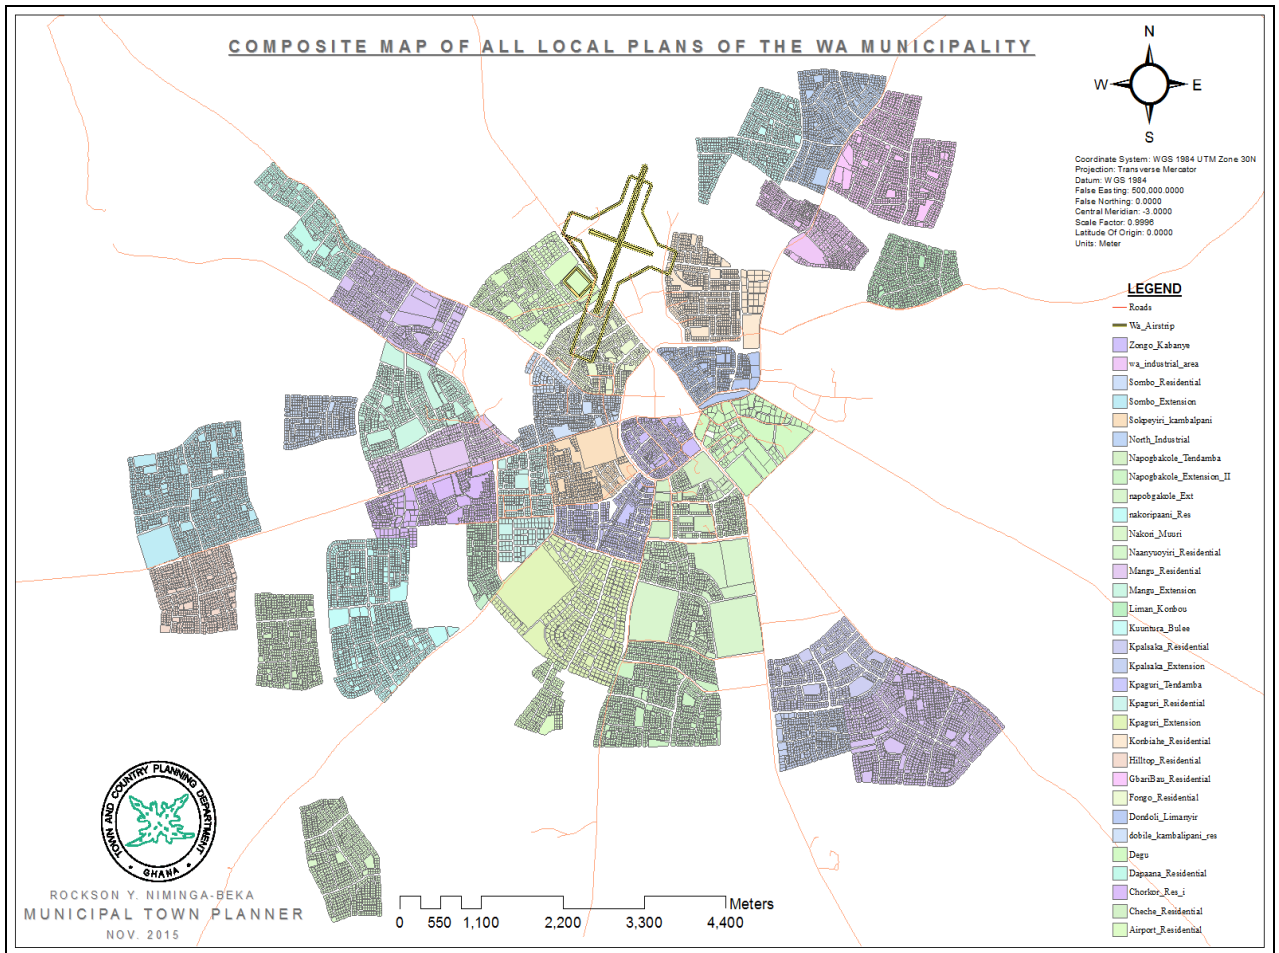 COMPOSITE MAP OF ALL LOCAL PLANS OF THE WA MUNICIPALITY
N
W E
S
Coordinate System: WGS 1984 UTM Zone 30N
Projection: Transverse Mercator
Datum: WGS 1984
False Easting: 500,000.0000
False Northing: 0.0000
Central Meridian: -3.0000
Scale Factor: 0.9996
Latitude Of Origin: 0.0000
Units: Meter
LEGEND
Roads
Wa_Airstrip
Zongo_Kabanye
wa_industrial_area
Sombo_Residential
Sombo_Extension
Sokpeyiri_kambalpani
North_Industrial
Napogbakole_Tendamba
Napogbakole_Extension_II
napobgakole_Ext
nakoripaani_Res
Nakori_Muuri
Naanyuoyiri_Residential
Mangu_Residential
Mangu_Extension
Liman_Konbou
Kuuntura_Bulee
Kpalsaka_Residential
Kpalsaka_Extension
Kpaguri_Tendamba
Kpaguri_Residential
Kpaguri_Extension
Konbiahe_Residential
Hilltop_Residential
GbariBau_Residential
Fongo_Residential
Dondoli_Limanyir
dobile_kambalipani_res
Degu
Dapaana_Residential
Chorkor_Res_i
Cheche_Residential
Airport_Residential
TOWN AND COUNTRY PLANNING DEPARTMENT
GHANA
ROCKSON Y. NIMINGA-BEKA
MUNICIPAL TOWN PLANNER
NOV. 2015
Meters
0 550 1,100 2,200 3,300 4,400